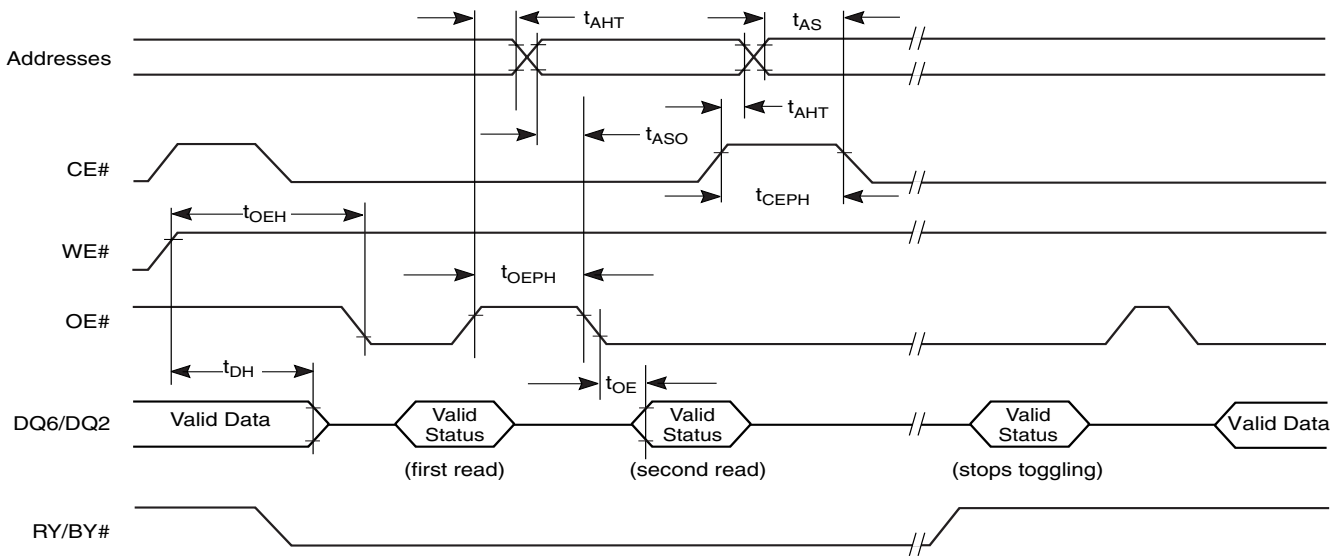 tAHT
tAS
Addresses
tAHT
tASO
CE#
tCEPH
tOEH
WE#
tOEPH
OE#
tDH
tOE
DQ6/DQ2
Valid Data
Valid
Status
Valid
Status
Valid
Status
Valid Data
(first read)
(second read)
(stops toggling)
RY/BY#